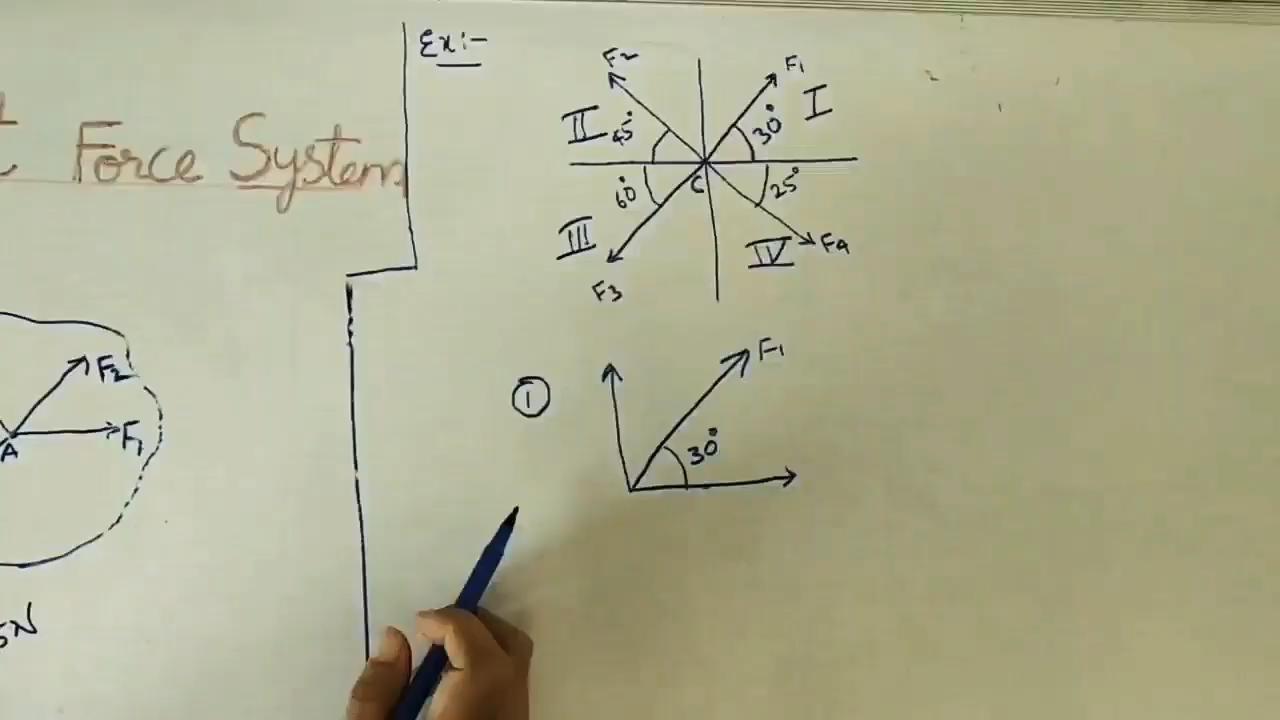 Ex:-
Force System
F2
F1
II
45°
30°
I
60°
C
25°
III
IV
F4
F3
F2
F1
A
1
F1
30°
5N